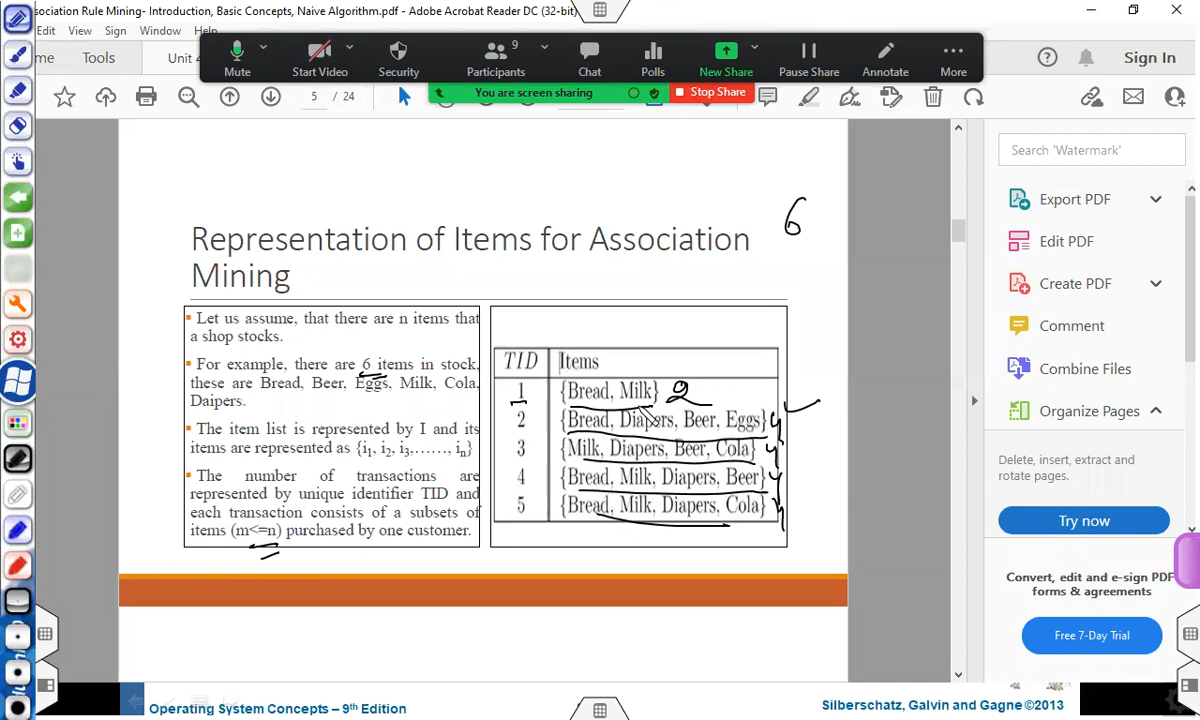 ssociation Rule Mining- Introduction, Basic Concepts, Naive Algorithm.pdf - Adobe Acrobat Reader DC (32-bit)
Edit View Sign Window
Tools Unit
Mute
Start Video
Security
9
Participants
Chat
Polls
New Share
Pause Share
Annotate
More
You are screen sharing
Stop Share
Sign In
5 / 24
Search 'Watermark'
Export PDF
Edit PDF
Create PDF
Comment
Combine Files
Organize Pages
Delete, insert, extract and
rotate pages.
Try now
Convert, edit and e-sign PDF
forms & agreements
Free 7-Day Trial
6
Representation of Items for Association
Mining
Let us assume, that there are n items that
a shop stocks.
For example, there are 6 items in stock,
these are Bread, Beer, Eggs, Milk, Cola,
Daipers.
The item list is represented by I and its
items are represented as {i1, i2, i3,……., in}
The number of transactions are
represented by unique identifier TID and
each transaction consists of a subsets of
items (m<=n) purchased by one customer.
TID Items
1 {Bread, Milk} 2
2 {Bread, Diapers, Beer, Eggs} 4
3 {Milk, Diapers, Beer, Cola} 4
4 {Bread, Milk, Diapers, Beer} 4
5 {Bread, Milk, Diapers, Cola} 4
Operating System Concepts – 9th Edition
Silberschatz, Galvin and Gagne ©2013